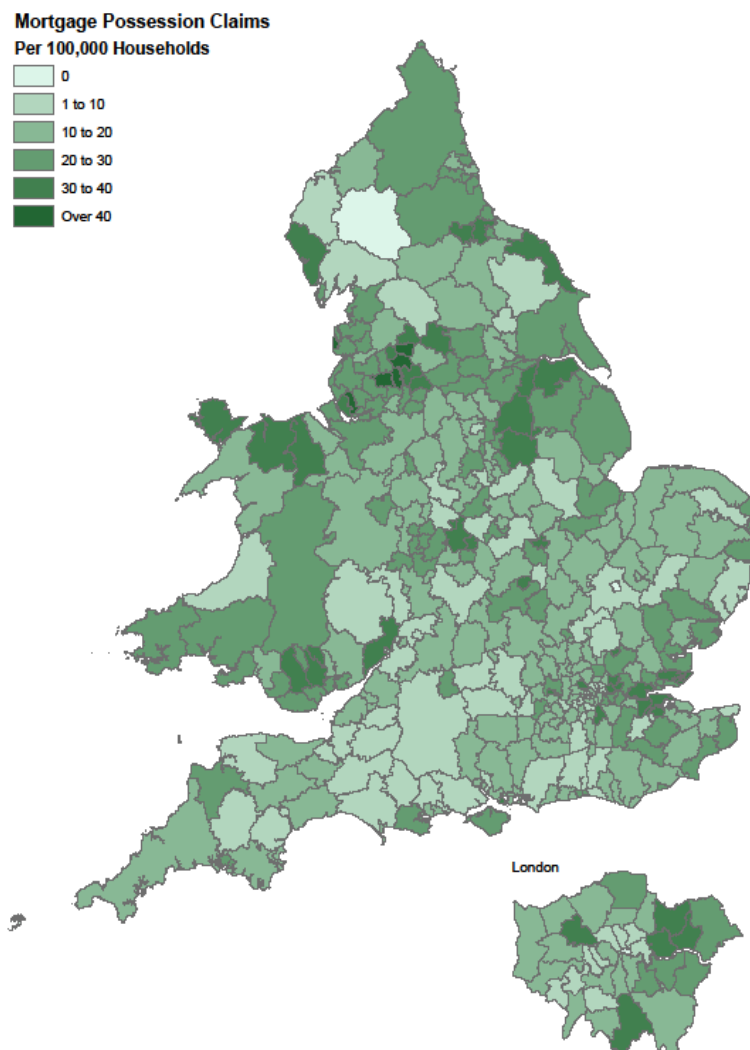 Mortgage Possession Claims
Per 100,000 Households
0
1 to 10
10 to 20
20 to 30
30 to 40
Over 40
London